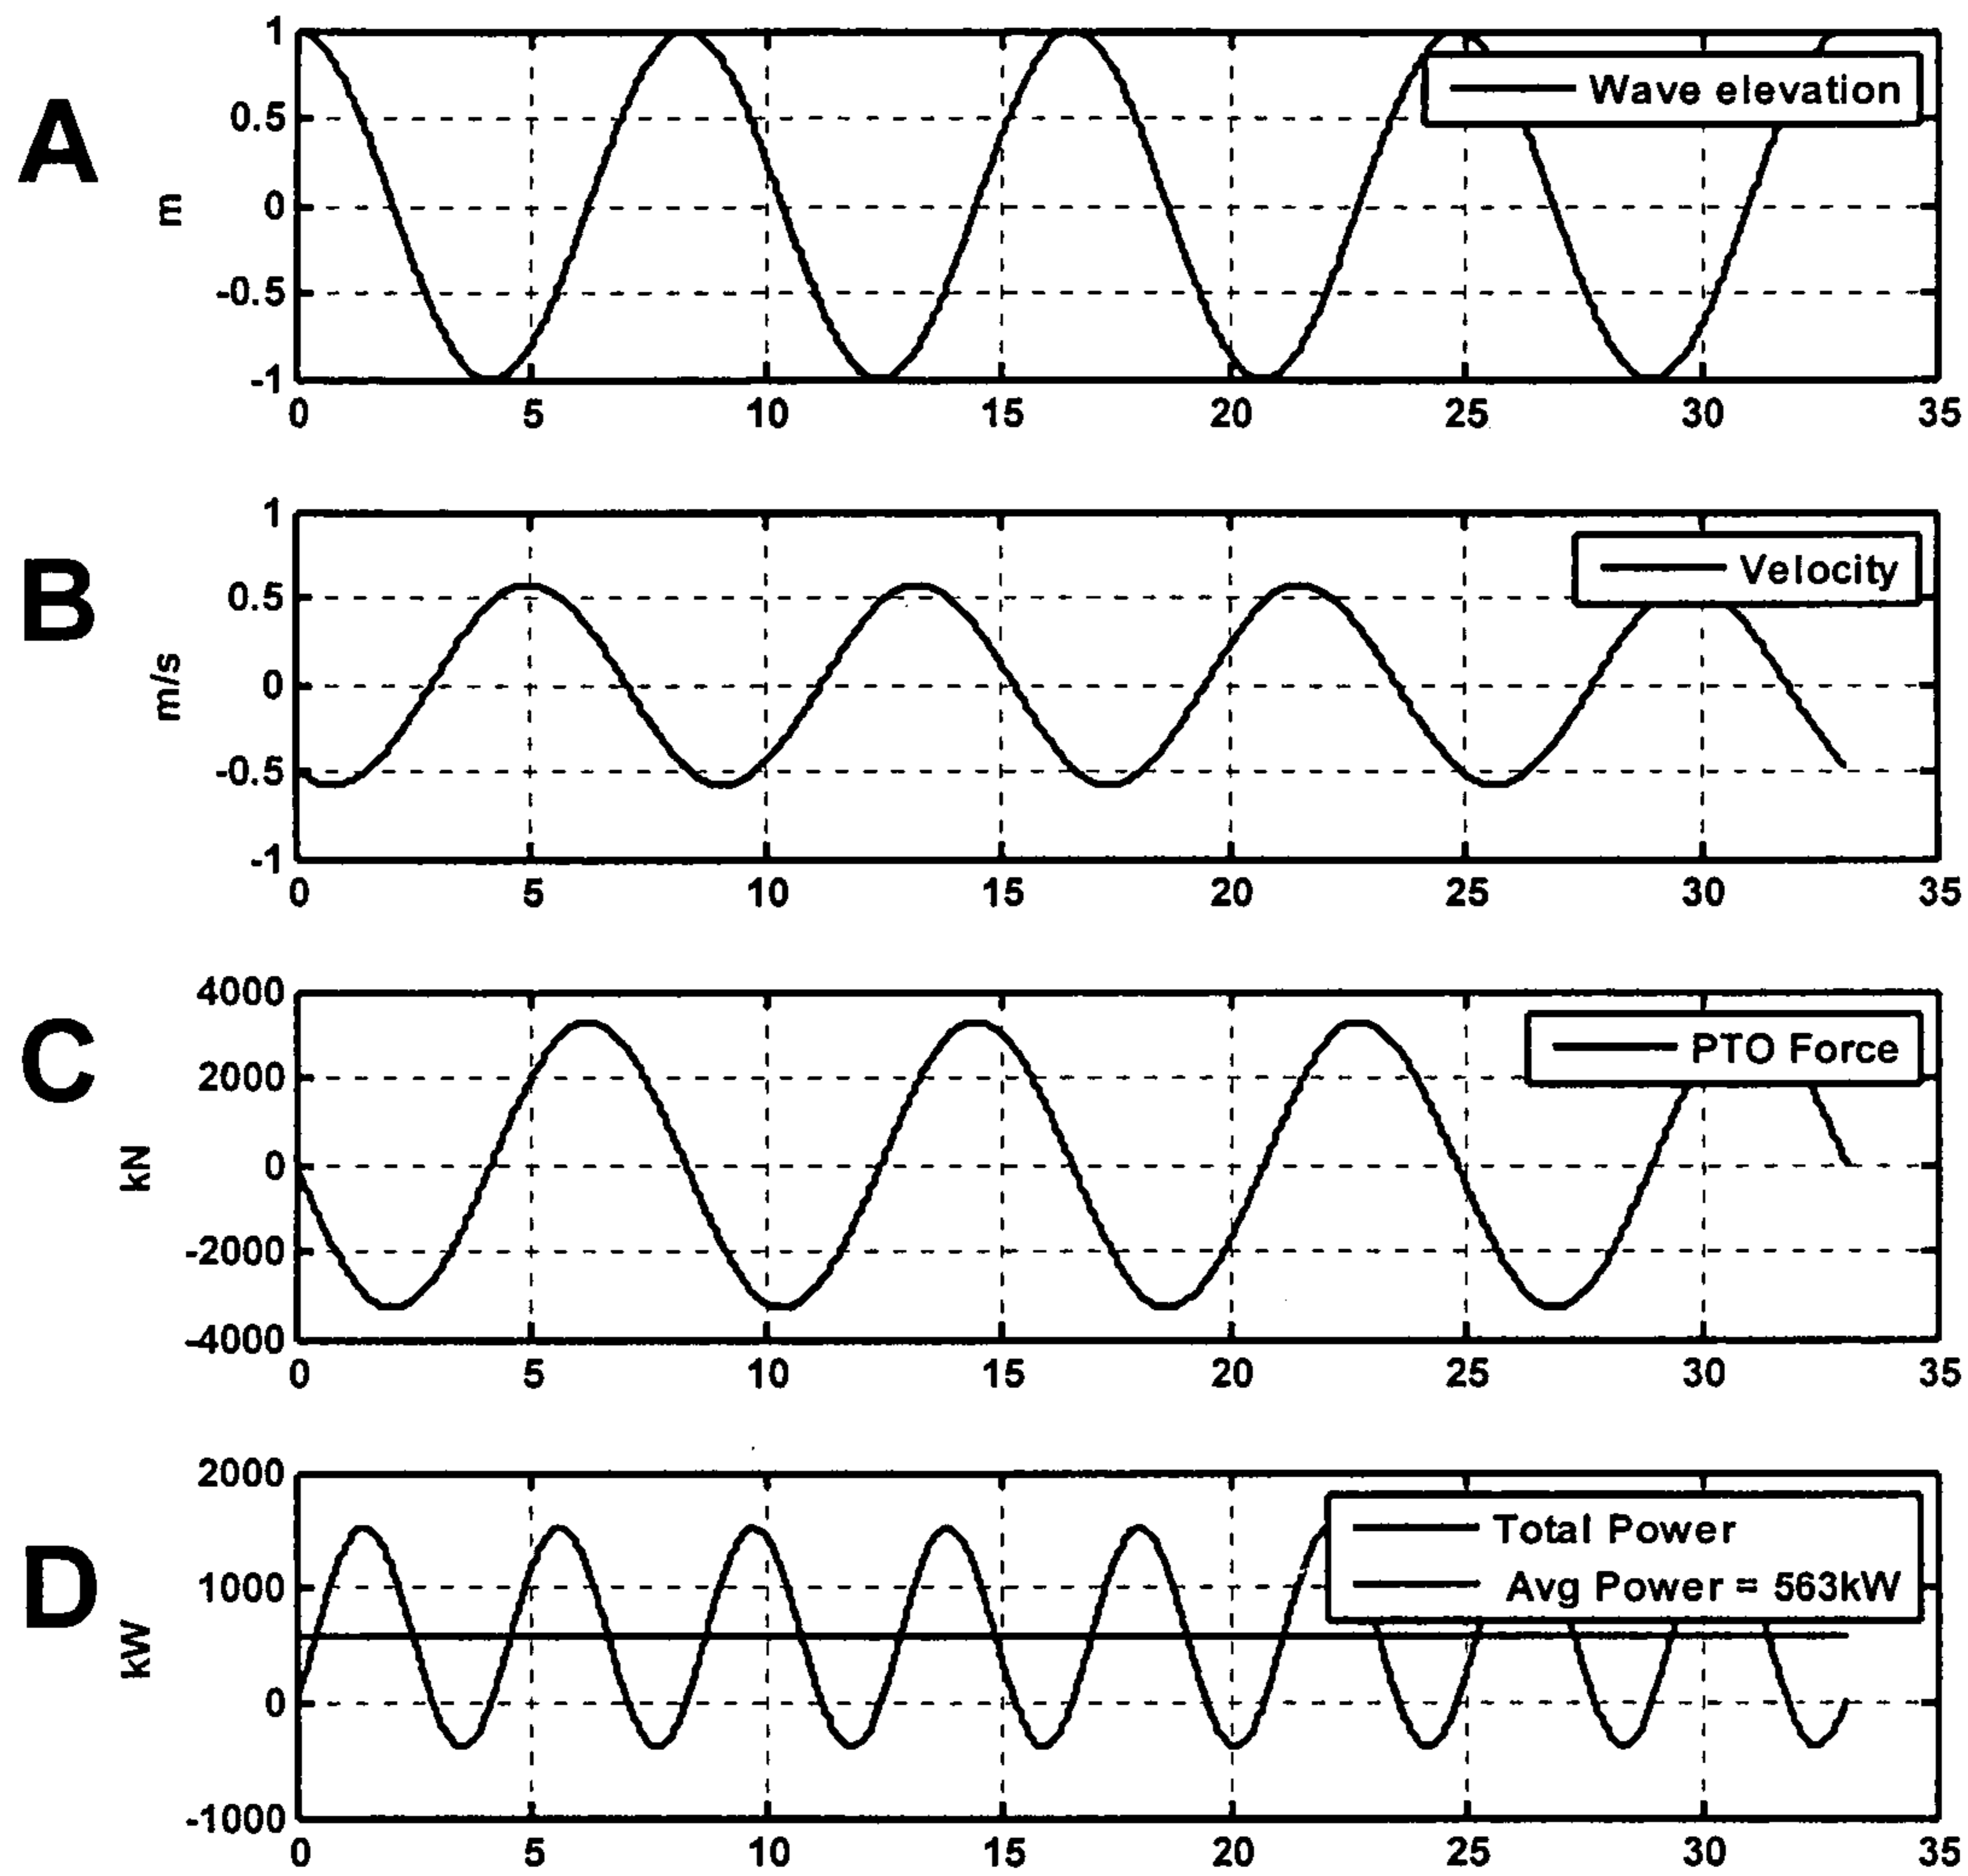 A
1
0.5
0
-0.5
-1
m
Wave elevation
0 5 10 15 20 25 30 35
B
1
0.5
0
-0.5
-1
m/s
Velocity
0 5 10 15 20 25 30 35
C
4000
2000
0
-2000
-4000
kN
PTO Force
0 5 10 15 20 25 30 35
D
2000
1000
0
-1000
kW
Total Power
Avg Power = 563kW
0 5 10 15 20 25 30 35